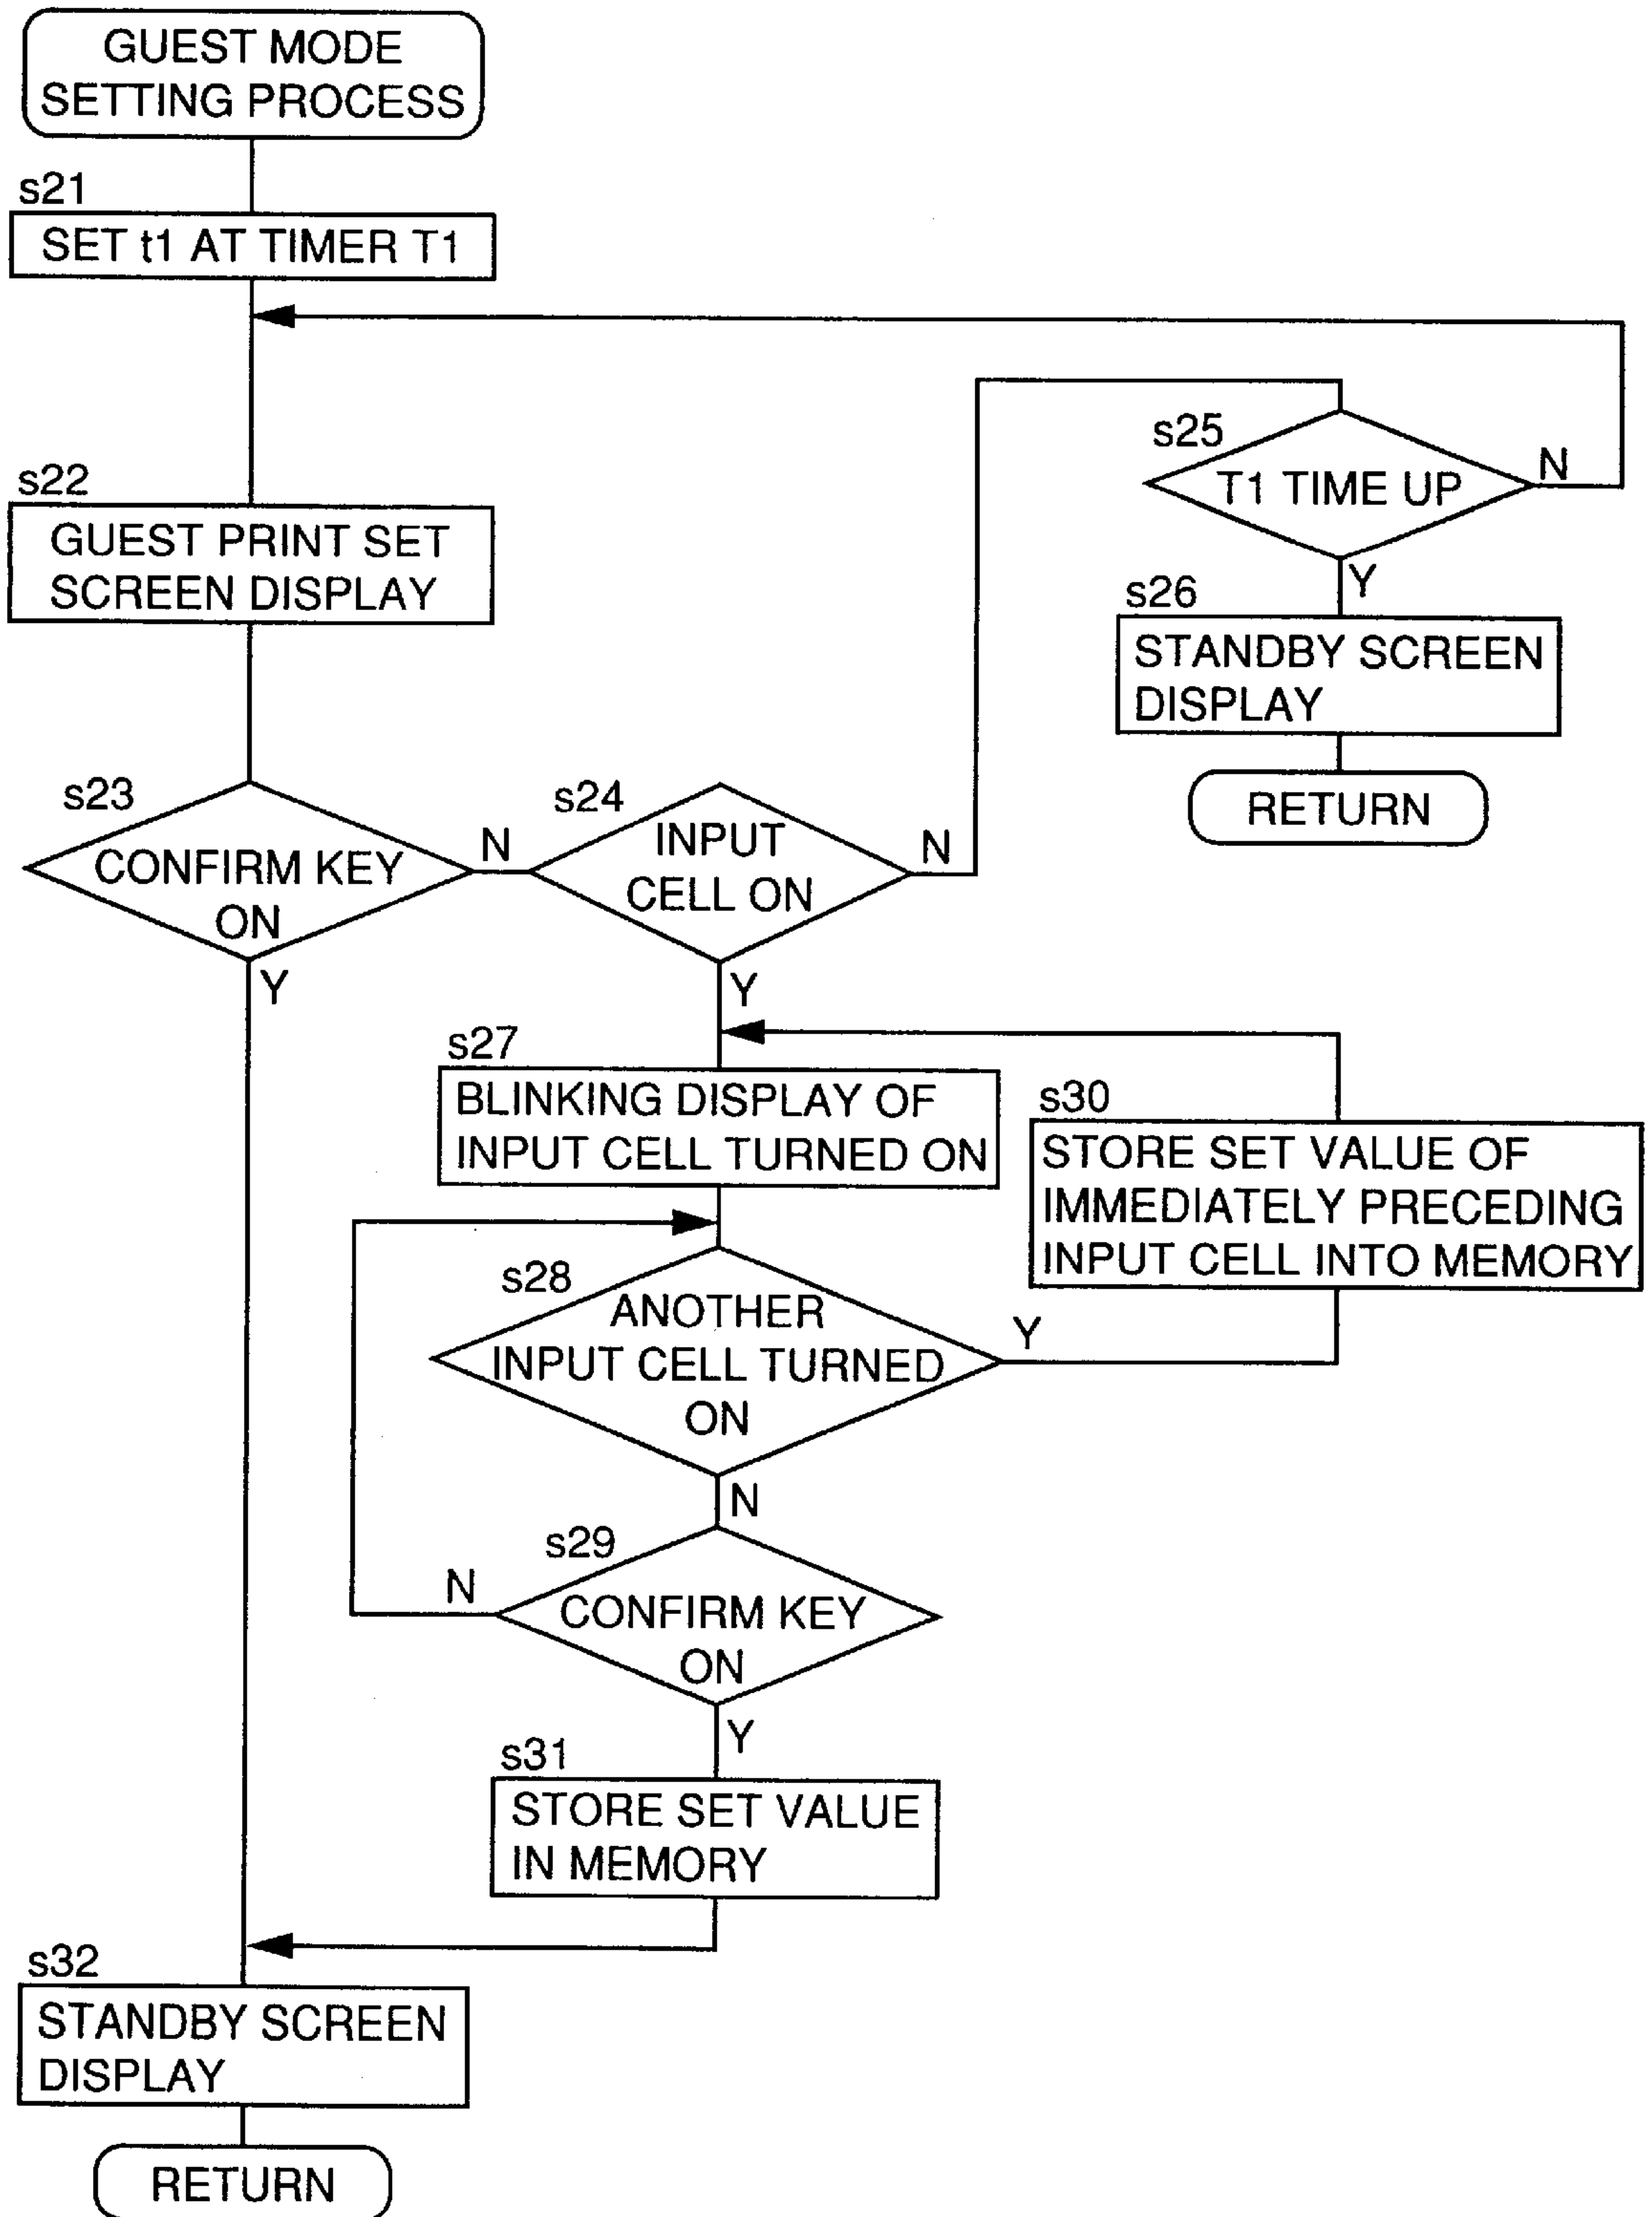 GUEST MODE
SETTING PROCESS
s21
SET t1 AT TIMER T1
s22
GUEST PRINT SET
SCREEN DISPLAY
s23
CONFIRM KEY
ON
N
Y
s24
INPUT
CELL ON
N
Y
s25
T1 TIME UP
N
Y
s26
STANDBY SCREEN
DISPLAY
RETURN
s27
BLINKING DISPLAY OF
INPUT CELL TURNED ON
s28
ANOTHER
INPUT CELL TURNED
ON
Y
N
s30
STORE SET VALUE OF
IMMEDIATELY PRECEDING
INPUT CELL INTO MEMORY
s29
CONFIRM KEY
ON
N
Y
s31
STORE SET VALUE
IN MEMORY
s32
STANDBY SCREEN
DISPLAY
RETURN